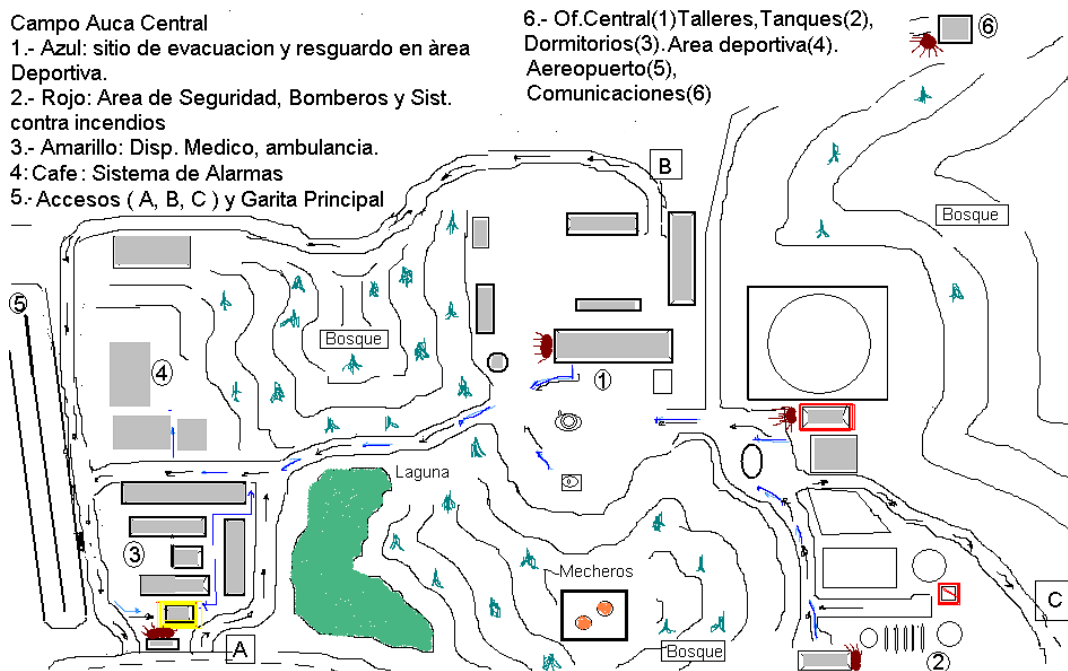 Campo Auca Central
1.- Azul: sitio de evacuacion y resguardo en àrea
Deportiva.
2.- Rojo: Area de Seguridad, Bomberos y Sist.
contra incendios
3.- Amarillo: Disp. Medico, ambulancia.
4: Cafe : Sistema de Alarmas
5.- Accesos ( A, B, C ) y Garita Principal
6.- Of.Central(1)Talleres,Tanques(2),
Dormitorios(3).Area deportiva(4).
Aereopuerto(5),
Comunicaciones(6)
6
B
Bosque
5
Bosque
4
1
Laguna
3
Mecheros
C
A
Bosque
2